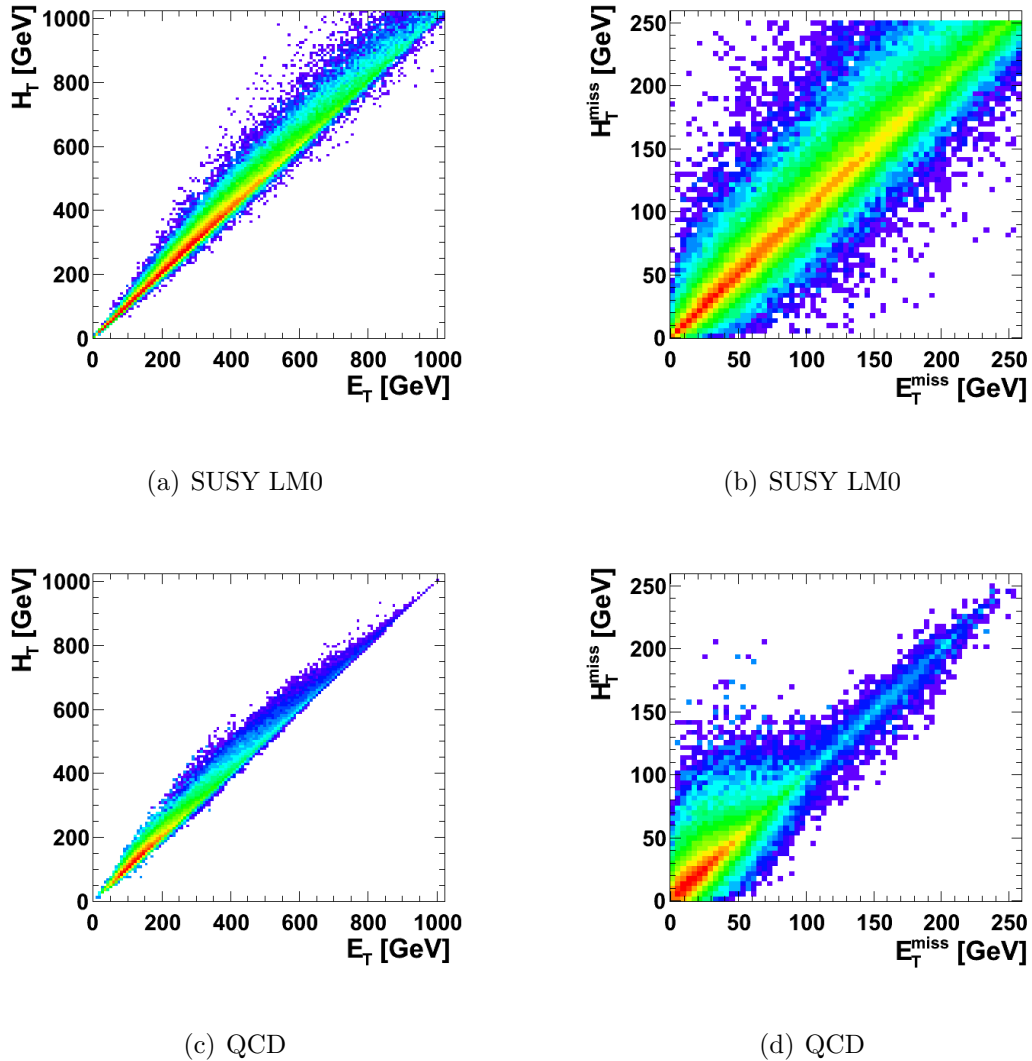 H_T [GeV]
1000
800
600
400
200
0
0 200 400 600 800 1000
E_T [GeV]
H_T^miss [GeV]
250
200
150
100
50
0
0 50 100 150 200 250
E_T^miss [GeV]
(a) SUSY LM0
(b) SUSY LM0
H_T [GeV]
1000
800
600
400
200
0
0 200 400 600 800 1000
E_T [GeV]
H_T^miss [GeV]
250
200
150
100
50
0
0 50 100 150 200 250
E_T^miss [GeV]
(c) QCD
(d) QCD